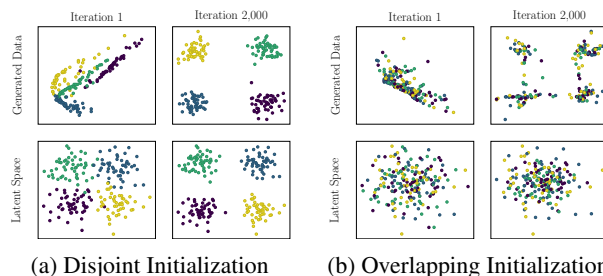 Iteration 1 Iteration 2,000 Iteration 1 Iteration 2,000
Generated Data Generated Data
Latent Space Latent Space
(a) Disjoint Initialization (b) Overlapping Initialization